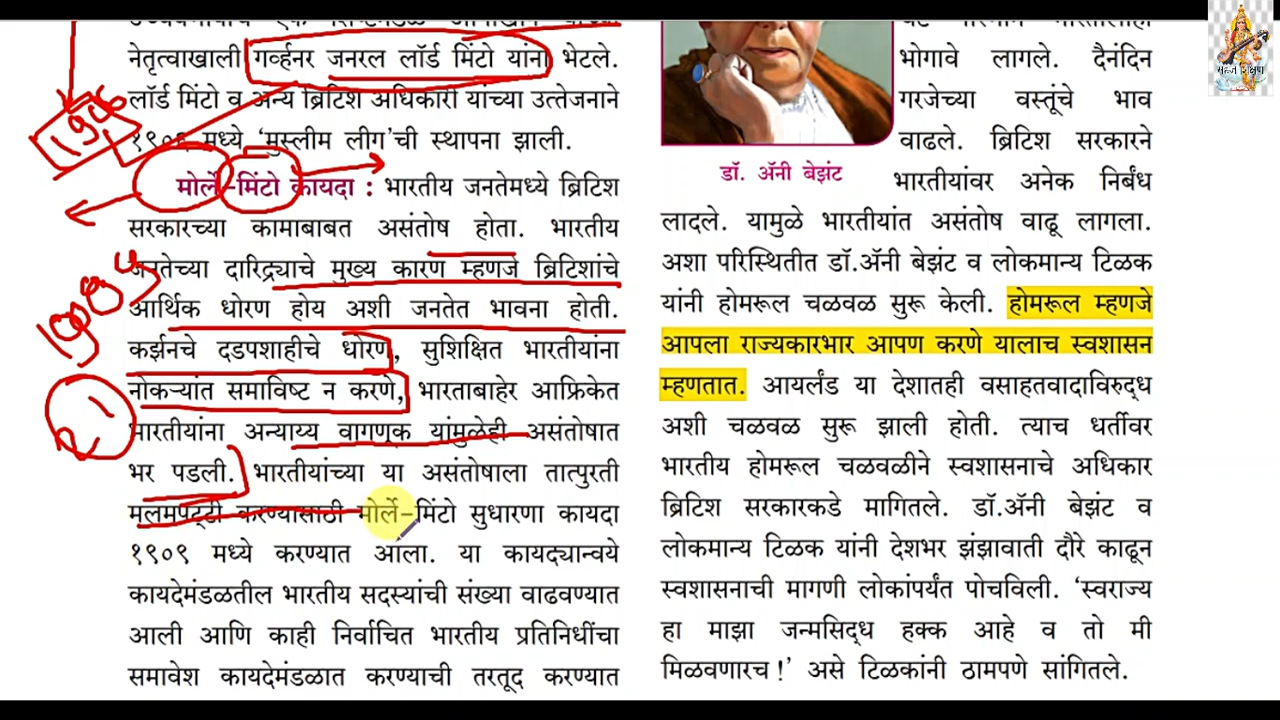 नेतृत्वाखाली गव्हर्नर जनरल लॉर्ड मिंटो यांना भेटले.
लॉर्ड मिंटो व अन्य ब्रिटिश अधिकारी यांच्या उत्तेजनाने
१९०६ मध्ये ‘मुस्लीम लीग’ची स्थापना झाली.
मोर्ले-मिंटो कायदा : भारतीय जनतेमध्ये ब्रिटिश
सरकारच्या कामाबाबत असंतोष होता. भारतीय
जनतेच्या दारिद्र्याचे मुख्य कारण म्हणजे ब्रिटिशांचे
आर्थिक धोरण होय अशी जनतेत भावना होती.
कर्झनचे दडपशाहीचे धोरण, सुशिक्षित भारतीयांना
नोकऱ्यांत समाविष्ट न करणे, भारताबाहेर आफ्रिकेत
भारतीयांना अन्याय्य वागणूक यांमुळेही असंतोषात
भर पडली. भारतीयांच्या या असंतोषाला तात्पुरती
मलमपट्टी करण्यासाठी मोर्ले-मिंटो सुधारणा कायदा
१९०९ मध्ये करण्यात आला. या कायद्यान्वये
कायदेमंडळातील भारतीय सदस्यांची संख्या वाढवण्यात
आली आणि काही निर्वाचित भारतीय प्रतिनिधींचा
समावेश कायदेमंडळात करण्याची तरतूद करण्यात
डॉ. ॲनी बेझंट
भोगावे लागले. दैनंदिन
गरजेच्या वस्तूंचे भाव
वाढले. ब्रिटिश सरकारने
भारतीयांवर अनेक निर्बंध
लादले. यामुळे भारतीयांत असंतोष वाढू लागला.
अशा परिस्थितीत डॉ.ॲनी बेझंट व लोकमान्य टिळक
यांनी होमरूल चळवळ सुरू केली. होमरूल म्हणजे
आपला राज्यकारभार आपण करणे यालाच स्वशासन
म्हणतात. आयर्लंड या देशातही वसाहतवादाविरुद्ध
अशी चळवळ सुरू झाली होती. त्याच धर्तीवर
भारतीय होमरूल चळवळीने स्वशासनाचे अधिकार
ब्रिटिश सरकारकडे मागितले. डॉ.ॲनी बेझंट व
लोकमान्य टिळक यांनी देशभर झंझावाती दौरे काढून
स्वशासनाची मागणी लोकांपर्यंत पोचविली. ‘स्वराज्य
हा माझा जन्मसिद्ध हक्क आहे व तो मी
मिळवणारच !’ असे टिळकांनी ठामपणे सांगितले.